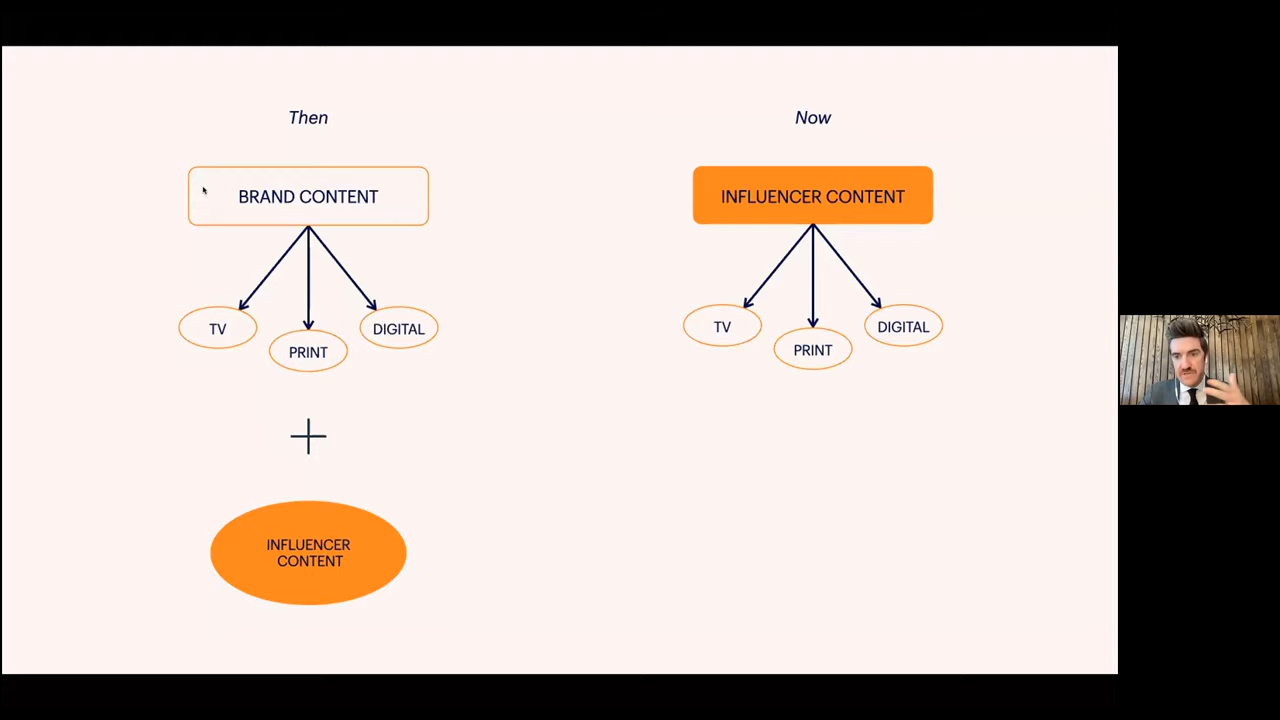 Then
BRAND CONTENT
TV
PRINT
DIGITAL
INFLUENCER
CONTENT
Now
INFLUENCER CONTENT
TV
PRINT
DIGITAL